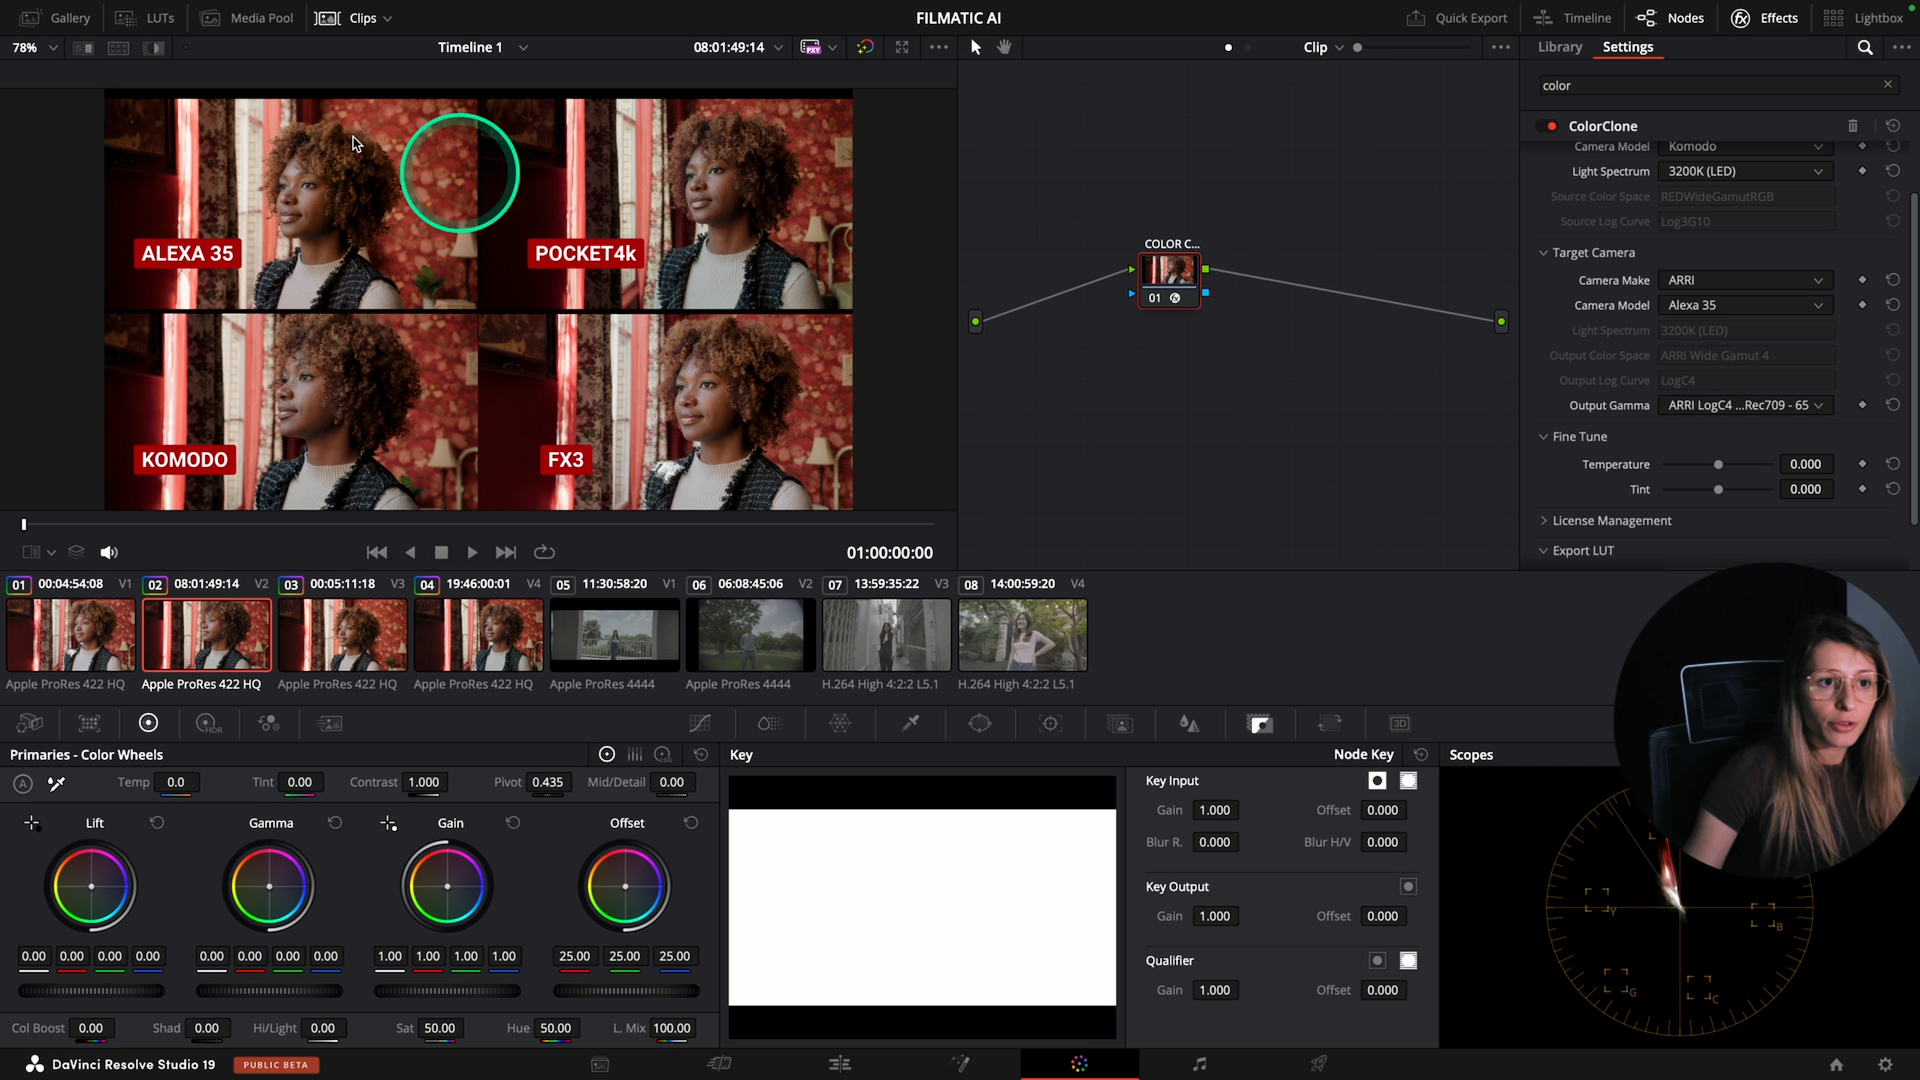 Gallery LUTs Media Pool Clips FILMATIC AI Quick Export Timeline Nodes Effects Lightbox
78% Timeline 1 08:01:49:14 PXY Clip Library Settings
color
ColorClone
Camera Model Komodo
Light Spectrum 3200K (LED)
Source Color Space REDWideGamutRGB
Source Log Curve Log3G10
Target Camera
Camera Make ARRI
Camera Model Alexa 35
Light Spectrum 3200K (LED)
Output Color Space ARRI Wide Gamut 4
Output Log Curve LogC4
Output Gamma ARRI LogC4 ...Rec709 - 65
Fine Tune
Temperature 0.000
Tint 0.000
License Management
Export LUT
ALEXA 35
POCKET4k
KOMODO
FX3
COLOR C...
01
01:00:00:00
01 00:04:54:08 V1 02 08:01:49:14 V2 03 00:05:11:18 V3 04 19:46:00:01 V4 05 11:30:58:20 V1 06 06:08:45:06 V2 07 13:59:35:22 V3 08 14:00:59:20 V4
Apple ProRes 422 HQ Apple ProRes 422 HQ Apple ProRes 422 HQ Apple ProRes 422 HQ Apple ProRes 4444 Apple ProRes 4444 H.264 High 4:2:2 L5.1 H.264 High 4:2:2 L5.1
HDR 3D
Primaries - Color Wheels LOG
A Temp 0.0 Tint 0.00 Contrast 1.000 Pivot 0.435 Mid/Detail 0.00
Lift Gamma Gain Offset
0.00 0.00 0.00 0.00 0.00 0.00 0.00 0.00 1.00 1.00 1.00 1.00 25.00 25.00 25.00
Col Boost 0.00 Shad 0.00 Hi/Light 0.00 Sat 50.00 Hue 50.00 L. Mix 100.00
Key Node Key
Key Input
Gain 1.000 Offset 0.000
Blur R. 0.000 Blur H/V 0.000
Key Output
Gain 1.000 Offset 0.000
Qualifier
Gain 1.000 Offset 0.000
Scopes
Y B
G C
DaVinci Resolve Studio 19 PUBLIC BETA